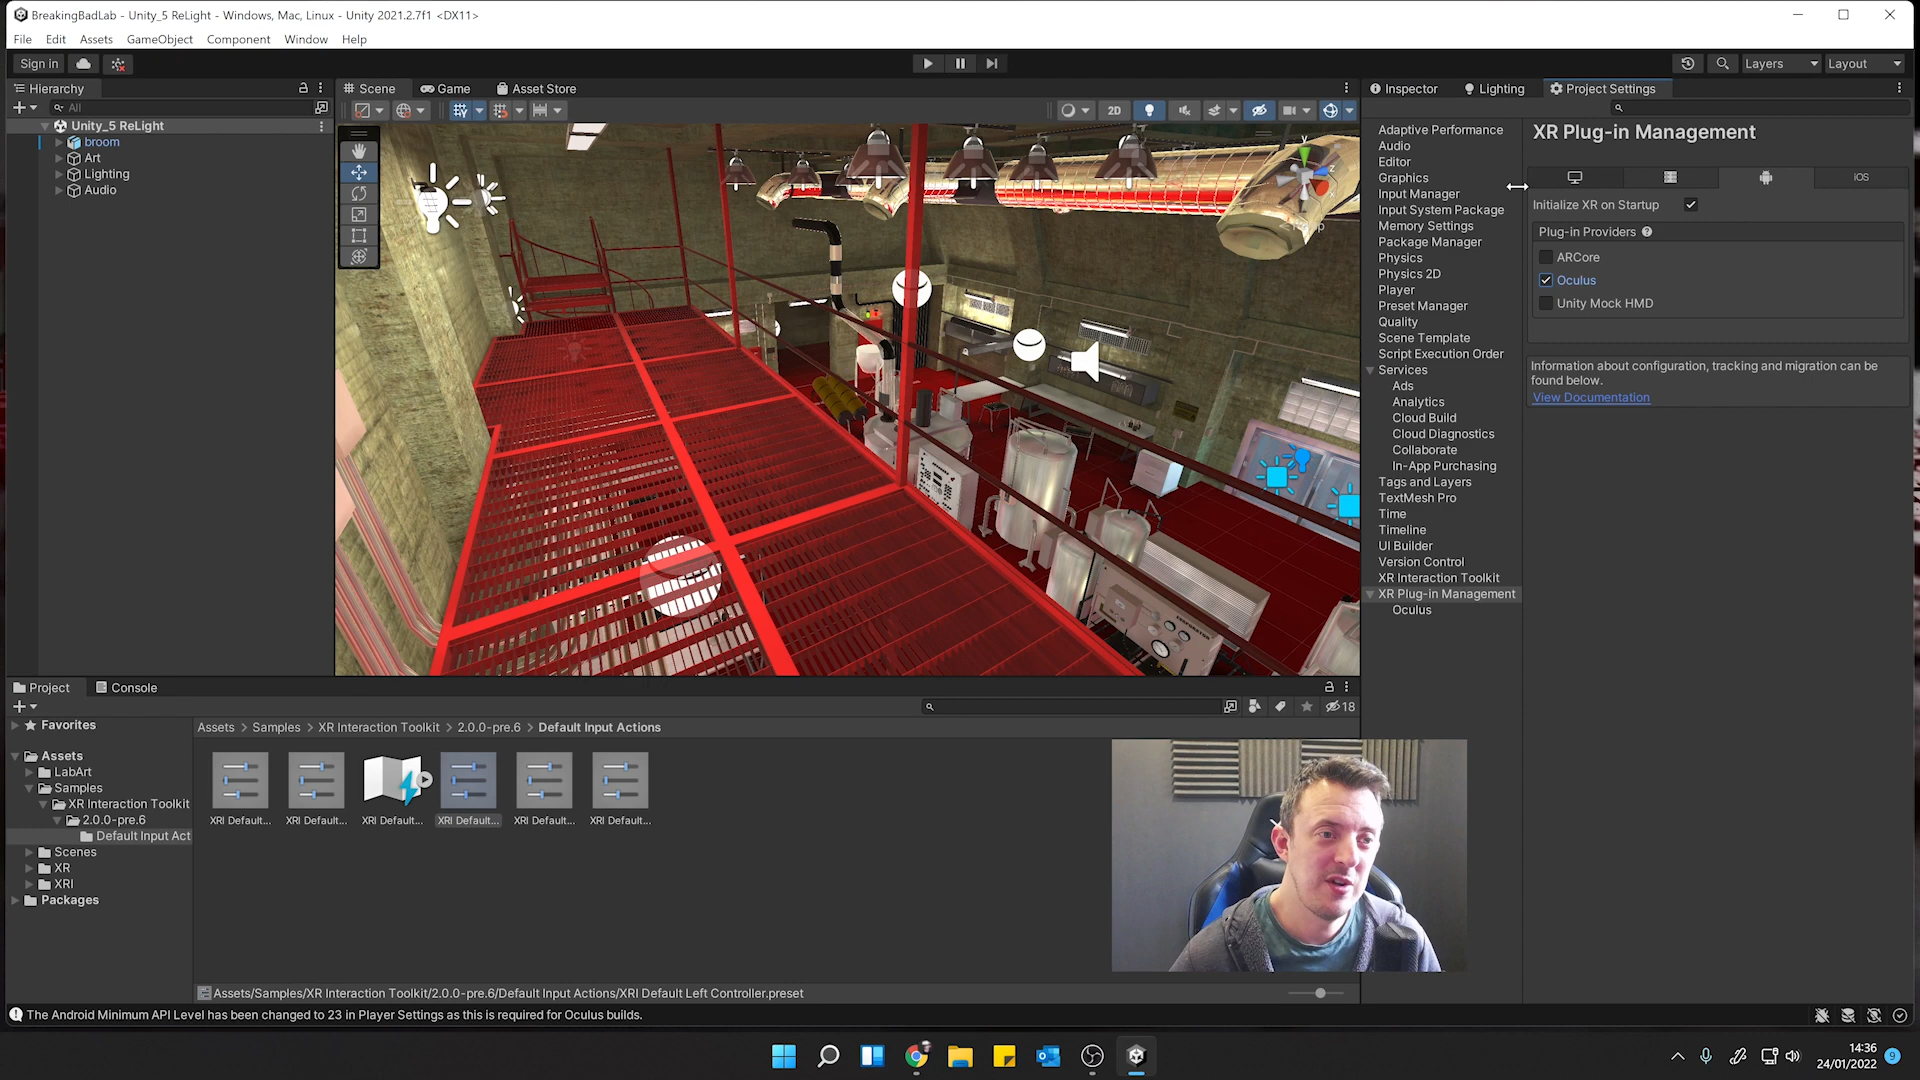 BreakingBadLab - Unity_5 ReLight - Windows, Mac, Linux - Unity 2021.2.7f1 <DX11>
File Edit Assets GameObject Component Window Help
Sign in
Layers
Layout
Hierarchy
All
Unity_5 ReLight
broom
Art
Lighting
Audio
Scene
Game
Asset Store
2D
Inspector
Lighting
Project Settings
Adaptive Performance
Audio
Editor
Graphics
Input Manager
Input System Package
Memory Settings
Package Manager
Physics
Physics 2D
Player
Preset Manager
Quality
Scene Template
Script Execution Order
Services
Ads
Analytics
Cloud Build
Cloud Diagnostics
Collaborate
In-App Purchasing
Tags and Layers
TextMesh Pro
Time
Timeline
UI Builder
Version Control
XR Interaction Toolkit
XR Plug-in Management
Oculus
XR Plug-in Management
iOS
Initialize XR on Startup
Plug-in Providers
ARCore
Oculus
Unity Mock HMD
Information about configuration, tracking and migration can be
found below.
View Documentation
Project
Console
18
Favorites
Assets
LabArt
Samples
XR Interaction Toolkit
2.0.0-pre.6
Default Input Act
Scenes
XR
XRI
Packages
Assets > Samples > XR Interaction Toolkit > 2.0.0-pre.6 > Default Input Actions
XRI Default...
XRI Default...
XRI Default...
XRI Default...
XRI Default...
XRI Default...
Assets/Samples/XR Interaction Toolkit/2.0.0-pre.6/Default Input Actions/XRI Default Left Controller.preset
The Android Minimum API Level has been changed to 23 in Player Settings as this is required for Oculus builds.
14:36
24/01/2022
9